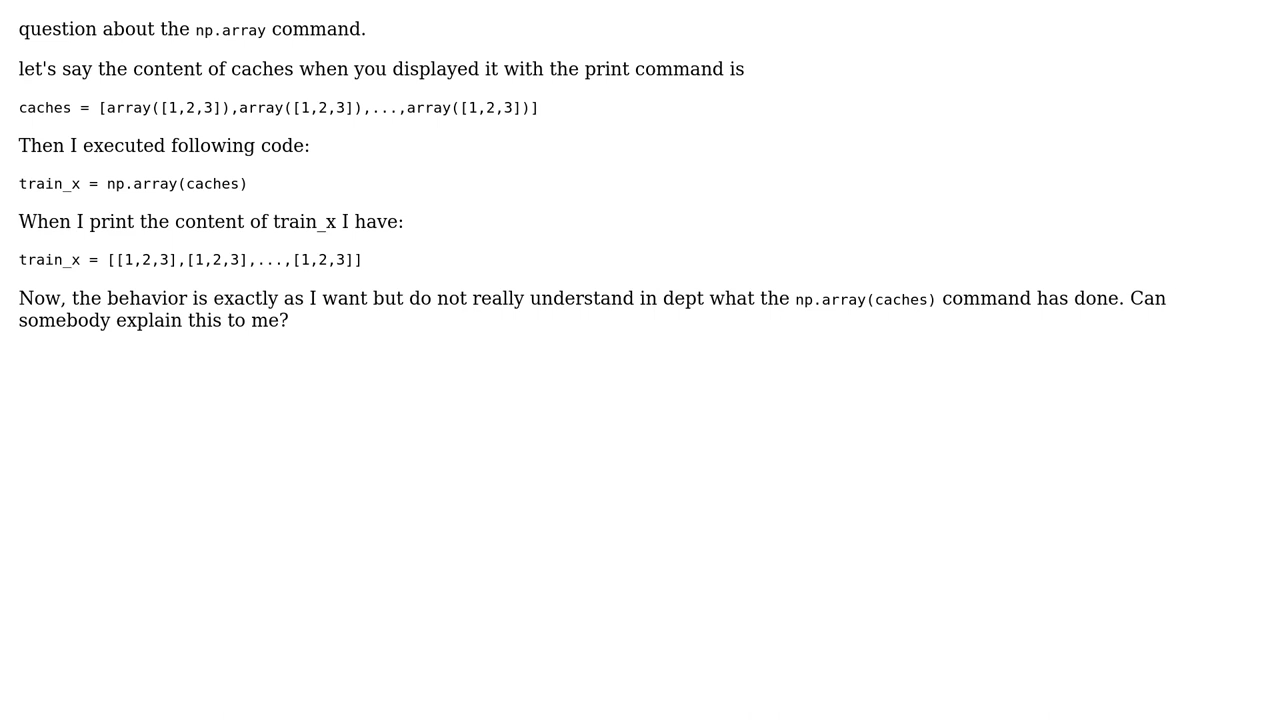 question about the np.array command.
let's say the content of caches when you displayed it with the print command is
caches = [array([1,2,3]),array([1,2,3]),...,array([1,2,3])]
Then I executed following code:
train_x = np.array(caches)
When I print the content of train_x I have:
train_x = [[1,2,3],[1,2,3],...,[1,2,3]]
Now, the behavior is exactly as I want but do not really understand in dept what the np.array(caches) command has done. Can
somebody explain this to me?